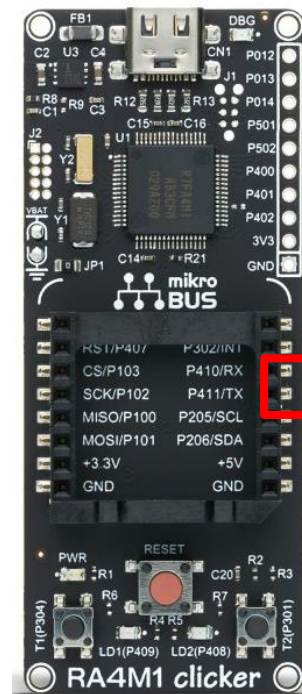 FB1 DBG
C2 U3 C4 CN1
P012
J1
P013
R8 R9 C3 R12 R13
C1 P014
C15 C16
P501
J2 U1
P502
Y2
R7FA4M1
AB3CFM
P400
P401
VBAT Y1
P402
3V3
C14 R21
JP1 GND
mikro
BUS
RST/P407 P302/INT
CS/P103 P410/RX
SCK/P102 P411/TX
MISO/P100 P205/SCL
MOSI/P101 P206/SDA
+3.3V +5V
GND GND
RESET
PWR R2
R1 C20 R3
R6 R7
R4 R5
T1(P304) LD1(P409) LD2(P408) T2(P301)
RA4M1 clicker